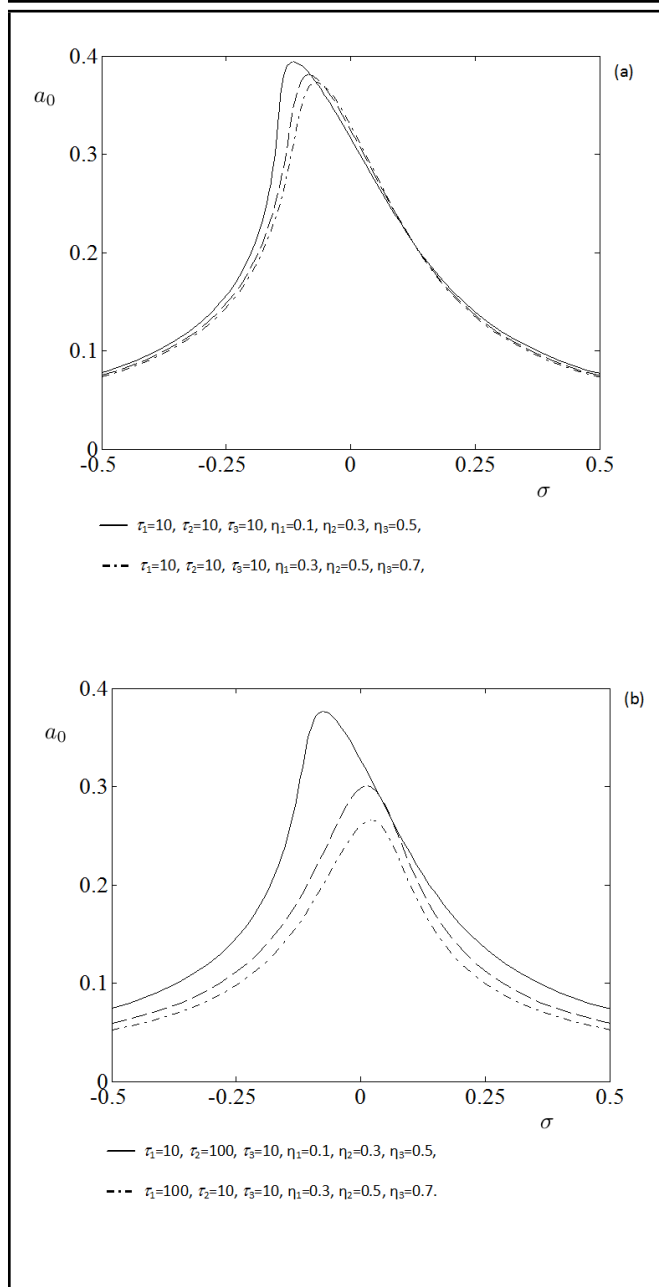 (a)
0.4
a₀
0.3
0.2
0.1
0
-0.5 -0.25 0 0.25 0.5
σ
τ₁=10, τ₂=10, τ₃=10, η₁=0.1, η₂=0.3, η₃=0.5,
τ₁=10, τ₂=10, τ₃=10, η₁=0.3, η₂=0.5, η₃=0.7,
(b)
0.4
a₀
0.3
0.2
0.1
0
-0.5 -0.25 0 0.25 0.5
σ
τ₁=10, τ₂=100, τ₃=10, η₁=0.1, η₂=0.3, η₃=0.5,
τ₁=100, τ₂=10, τ₃=10, η₁=0.3, η₂=0.5, η₃=0.7.